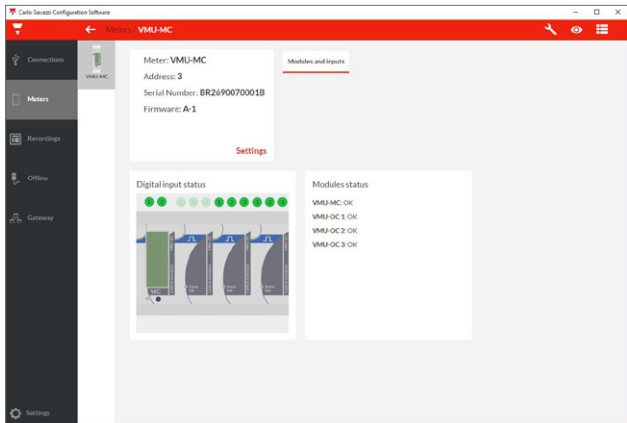 Carlo Gavazzi Configuration Software
Meters VMU-MC
Connections
Meters
Recordings
Offline
Gateway
Settings
VMU-MC
Meter: VMU-MC
Address: 3
Serial Number: BR2690070001B
Firmware: A-1
Settings
Modules and inputs
Digital input status
MC
Modules status
VMU-MC: OK
VMU-OC 1: OK
VMU-OC 2: OK
VMU-OC 3: OK